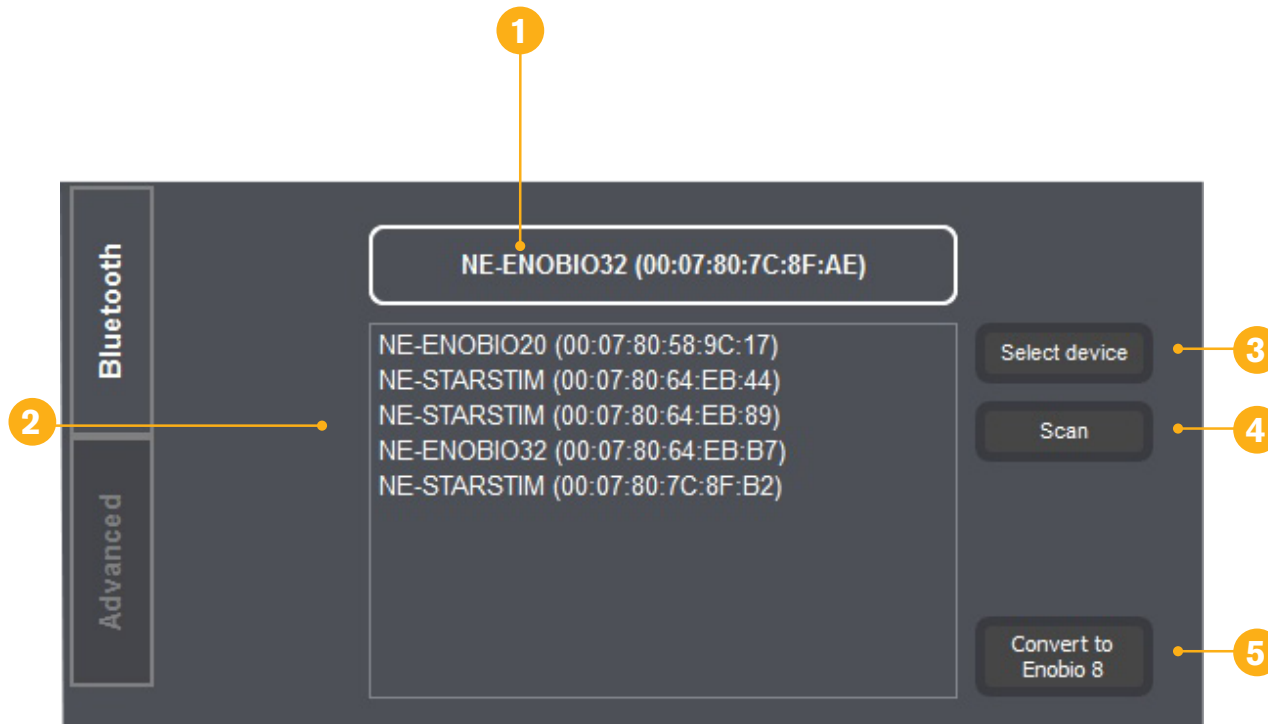 1
Bluetooth
NE-ENOBIO32 (00:07:80:7C:8F:AE)
NE-ENOBIO20 (00:07:80:58:9C:17)
NE-STARSTIM (00:07:80:64:EB:44)
NE-STARSTIM (00:07:80:64:EB:89)
NE-ENOBIO32 (00:07:80:64:EB:B7)
NE-STARSTIM (00:07:80:7C:8F:B2)
2
Select device
3
Scan
4
Advanced
Convert to
Enobio 8
5